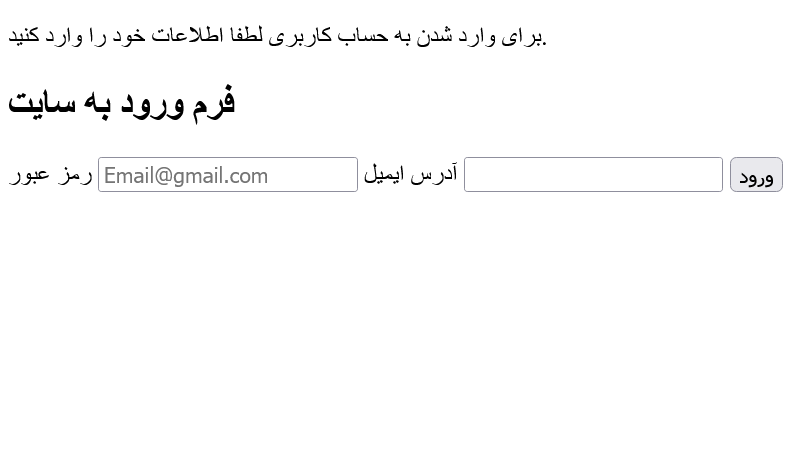 برای وارد شدن به حساب کاربری لطفا اطلاعات خود را وارد کنید.
فرم ورود به سایت
رمز عبور Email@gmail.com آدرس ایمیل ورود